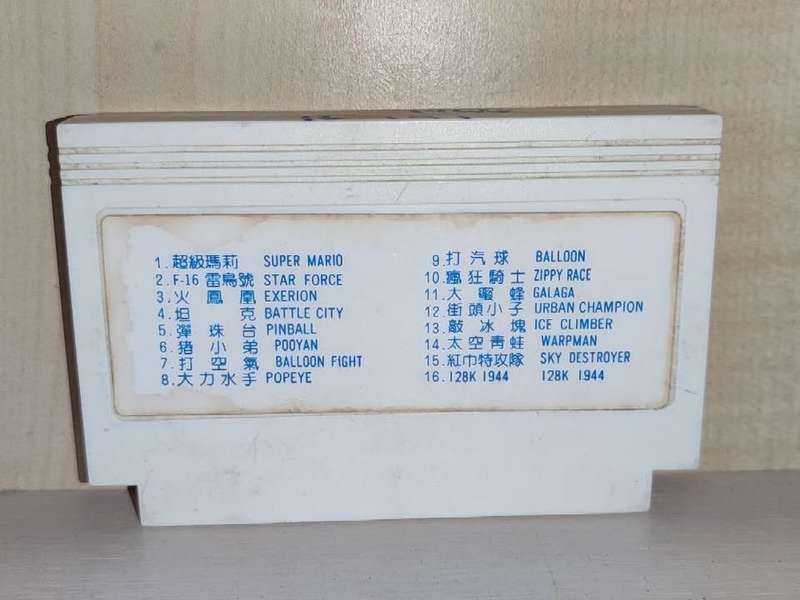 1.超級瑪莉 SUPER MARIO
2.F-16 雷鳥號 STAR FORCE
3.火鳳凰 EXERION
4.坦克 BATTLE CITY
5.彈珠台 PINBALL
6.猪小弟 POOYAN
7.打空氣 BALLOON FIGHT
8.大力水手 POPEYE
9.打汽球 BALLOON
10.瘋狂騎士 ZIPPY RACE
11.大蜜蜂 GALAGA
12.街頭小子 URBAN CHAMPION
13.敲冰塊 ICE CLIMBER
14.太空青蛙 WARPMAN
15.紅巾特攻隊 SKY DESTROYER
16.128K 1944 128K 1944